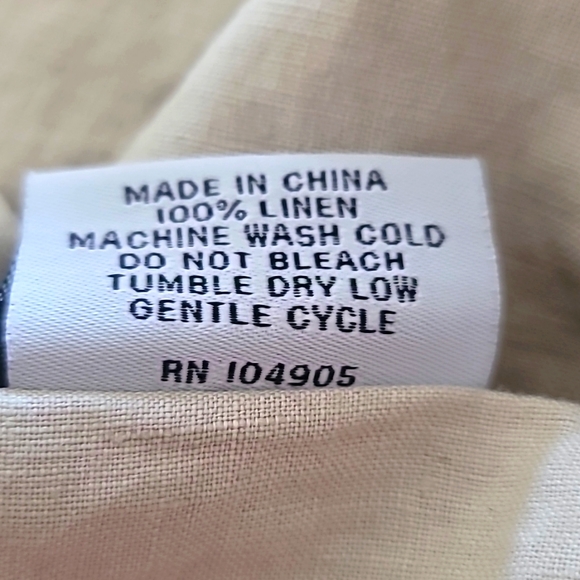 MADE IN CHINA
100% LINEN
MACHINE WASH COLD
DO NOT BLEACH
TUMBLE DRY LOW
GENTLE CYCLE
RN 104905